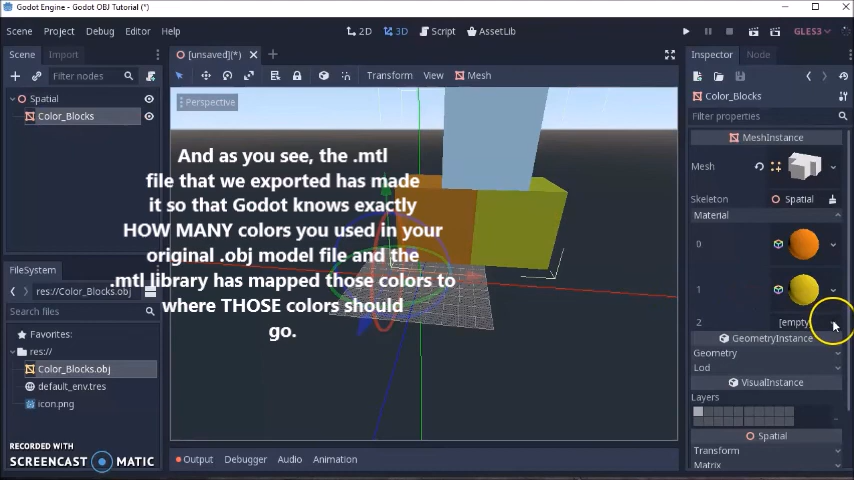 Godot Engine - Godot OBJ Template (*)
Scene Project Debug Editor Help
2D 3D Script AssetLib
GLES3
Scene Import
[unsaved](*)
Inspector Node
Filter nodes
Transform View Mesh
Spatial
Color_Blocks
Perspective
Color_Blocks
Filter properties
MeshInstance
Mesh
Skeleton Spatial
Material
0
1
2 [empty]
GeometryInstance
Geometry
Lod
VisualInstance
Layers
Spatial
Transform
Matrix
And as you see, the .mtl
file that we exported has made
it so that Godot knows exactly
HOW MANY colors you used in your
original .obj model file and the
.mtl library has mapped those colors to
where THOSE colors should
go.
FileSystem
res://Color_Blocks.obj
Search files
Favorites:
res://
Color_Blocks.obj
default_env.tres
icon.png
RECORDED WITH
SCREENCAST MATIC
Output Debugger Audio Animation